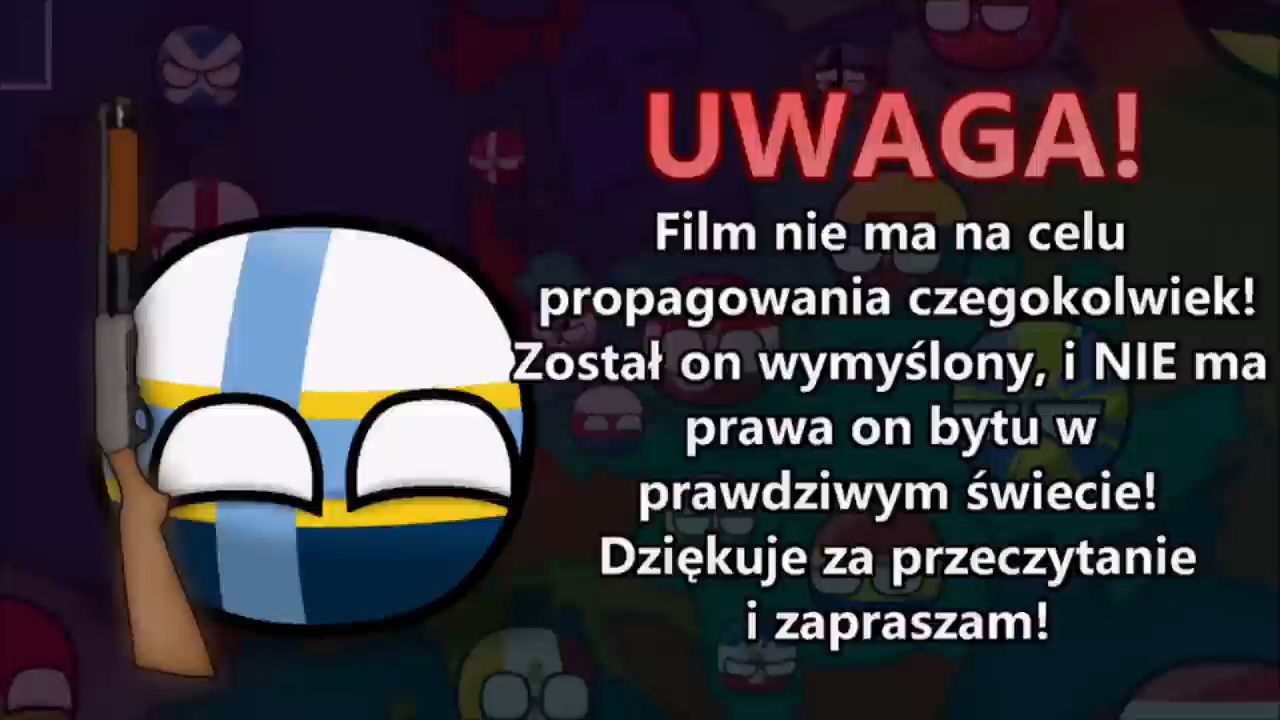 UWAGA!
Film nie ma na celu
propagowania czegokolwiek!
Został on wymyślony, i NIE ma
prawa on bytu w
prawdziwym świecie!
Dziękuje za przeczytanie
i zapraszam!